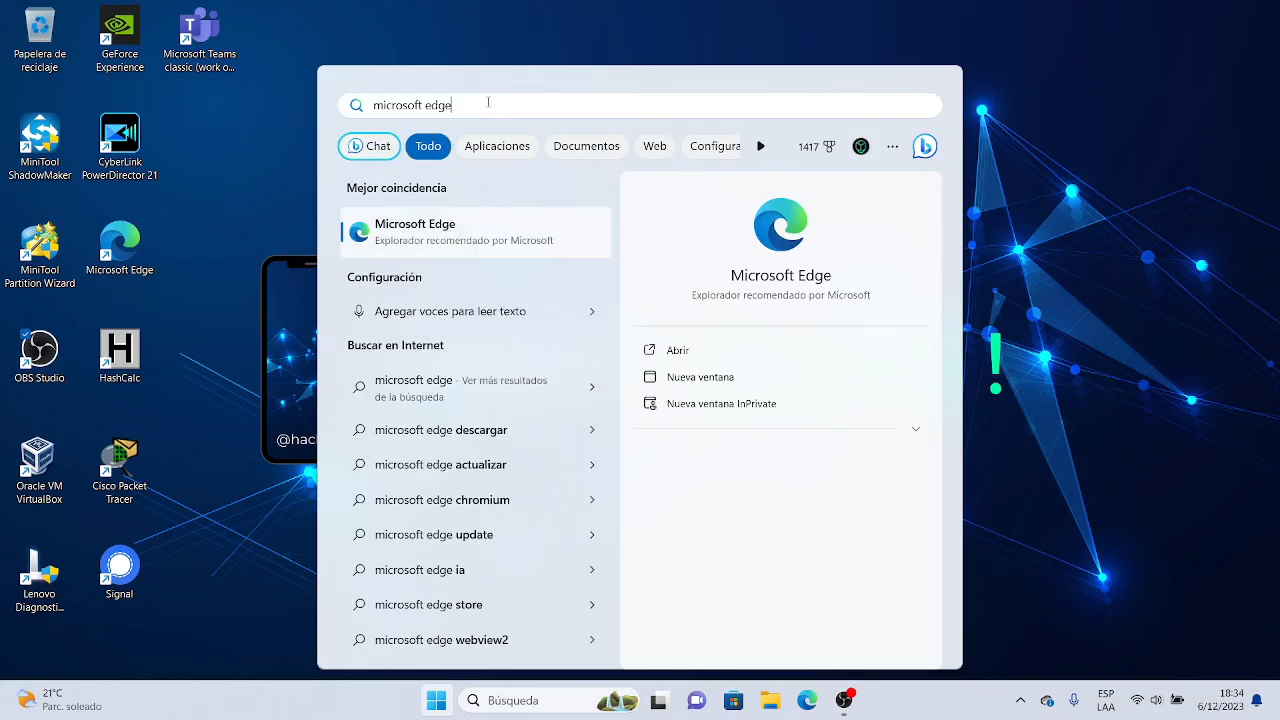 Papelera de
reciclaje
GeForce
Experience
Microsoft Teams
classic (work o...
MiniTool
ShadowMaker
CyberLink
PowerDirector 21
MiniTool
Partition Wizard
Microsoft Edge
OBS Studio
HashCalc
Oracle VM
VirtualBox
Cisco Packet
Tracer
Lenovo
Diagnosti...
Signal
@hac
microsoft edge
Chat
Todo
Aplicaciones
Documentos
Web
Configura
1417
Mejor coincidencia
Microsoft Edge
Explorador recomendado por Microsoft
Configuración
Agregar voces para leer texto
Buscar en Internet
microsoft edge - Ver más resultados
de la búsqueda
microsoft edge descargar
microsoft edge actualizar
microsoft edge chromium
microsoft edge update
microsoft edge ia
microsoft edge store
microsoft edge webview2
Microsoft Edge
Explorador recomendado por Microsoft
Abrir
Nueva ventana
Nueva ventana InPrivate
!
21°C
Parc. soleado
Búsqueda
ESP
LAA
18:34
6/12/2023